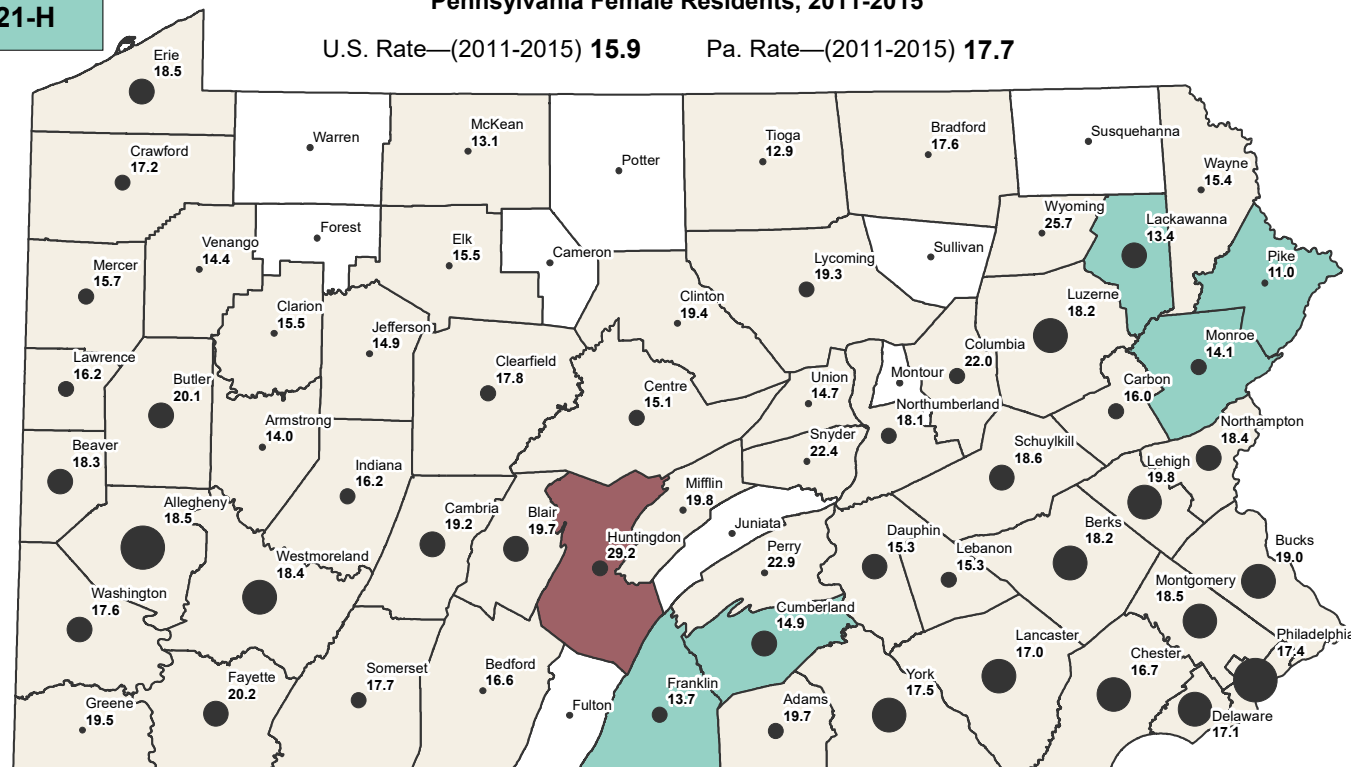 21-H
Pennsylvania Female Residents, 2011-2015
U.S. Rate—(2011-2015) 15.9
Pa. Rate—(2011-2015) 17.7
Erie
18.5
Warren
McKean
13.1
Potter
Tioga
12.9
Bradford
17.6
Susquehanna
Wayne
15.4
Crawford
17.2
Forest
Venango
14.4
Elk
15.5
Cameron
Lycoming
19.3
Sullivan
Wyoming
25.7
Lackawanna
13.4
Pike
11.0
Mercer
15.7
Clarion
15.5
Jefferson
14.9
Clinton
19.4
Luzerne
18.2
Monroe
14.1
Lawrence
16.2
Butler
20.1
Clearfield
17.8
Centre
15.1
Union
14.7
Montour
Columbia
22.0
Carbon
16.0
Armstrong
14.0
Northumberland
18.1
Northampton
18.4
Beaver
18.3
Indiana
16.2
Snyder
22.4
Schuylkill
18.6
Lehigh
19.8
Allegheny
18.5
Cambria
19.2
Blair
19.7
Mifflin
19.8
Huntingdon
29.2
Juniata
Perry
22.9
Dauphin
15.3
Lebanon
15.3
Berks
18.2
Bucks
19.0
Westmoreland
18.4
Washington
17.6
Cumberland
14.9
Montgomery
18.5
Lancaster
17.0
Chester
16.7
Philadelphia
17.4
Greene
19.5
Fayette
20.2
Somerset
17.7
Bedford
16.6
Fulton
Franklin
13.7
Adams
19.7
York
17.5
Delaware
17.1